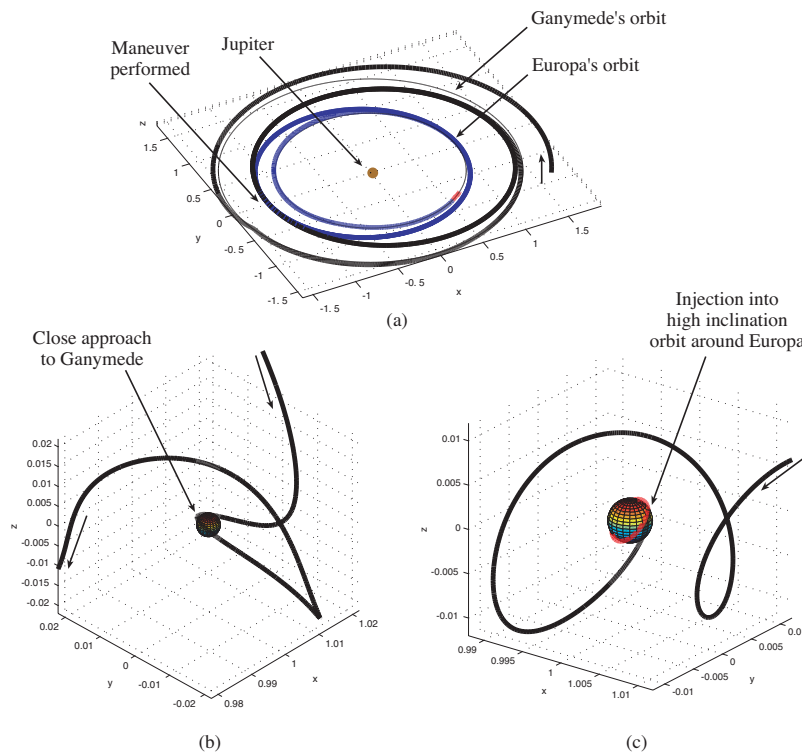 Ganymede's orbit
Maneuver
performed
Jupiter
Europa's orbit
z
1.5
1
0.5
0
-0. 5
-1
-1. 5
y
-1. 5
-1
-0. 5
0
0.5
1
1.5
x
(a)
Close approach
to Ganymede
Injection into
high inclination
orbit around Europa
0.02
0.015
0.01
0.005
0
-0.005
-0.01
-0.015
-0.02
z
0.02
0.01
0
-0.01
-0.02
y
0.98
0.99
1
1.01
1.02
x
(b)
0.01
0.005
0
-0.005
-0.01
z
0.99
0.995
1
1.005
1.01
x
-0.01
-0.005
0
0.005
0.0
y
(c)